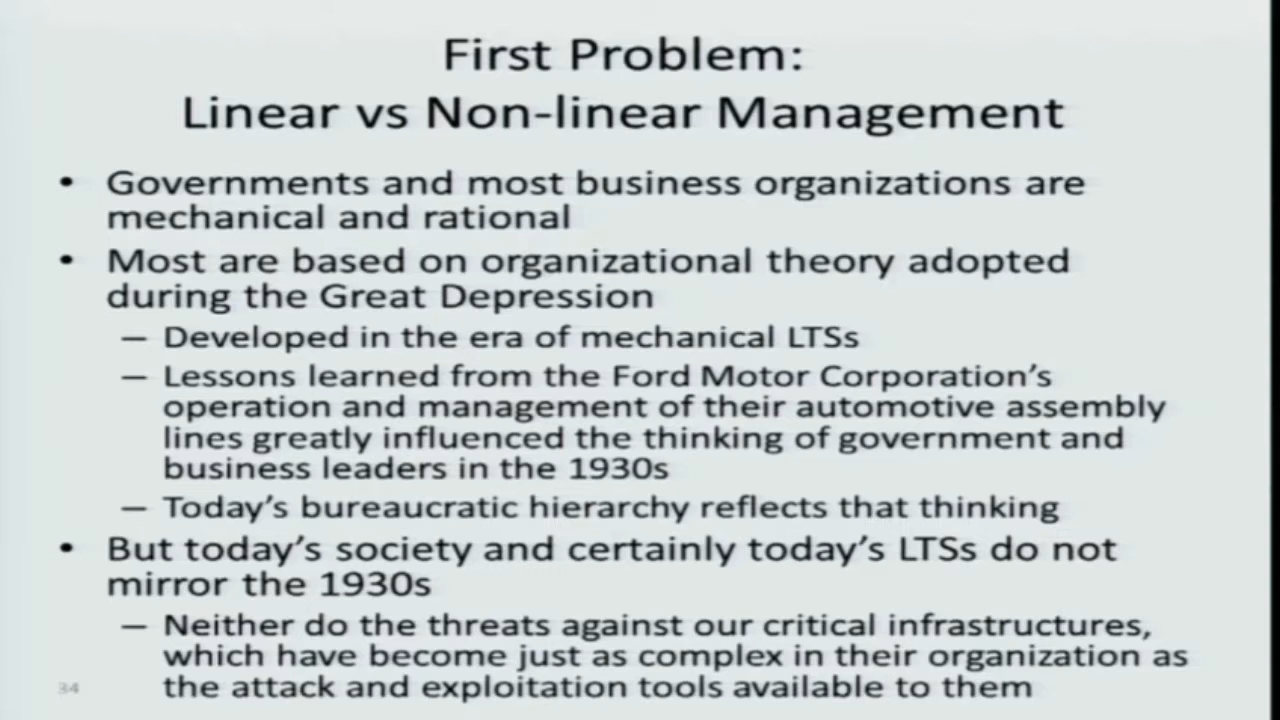 First Problem:
Linear vs Non-linear Management
• Governments and most business organizations are
mechanical and rational
• Most are based on organizational theory adopted
during the Great Depression
– Developed in the era of mechanical LTSs
– Lessons learned from the Ford Motor Corporation's
operation and management of their automotive assembly
lines greatly influenced the thinking of government and
business leaders in the 1930s
– Today's bureaucratic hierarchy reflects that thinking
• But today's society and certainly today's LTSs do not
mirror the 1930s
– Neither do the threats against our critical infrastructures,
which have become just as complex in their organization as
the attack and exploitation tools available to them
34